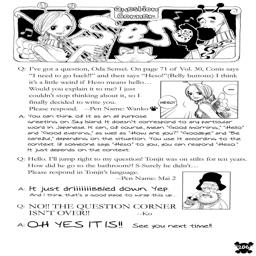 Question
Corner
Q: I've got a question, Oda Sensei. On page 71 of Vol. 30, Conis says
"I need to go back!!" and then says "Heso!"(Belly buttons) I think
it's a little weird if Heso means hello...
Would you explain it to me? I just
couldn't stop thinking about it, so I
finally decided to write you.
Please respond. --Pen Name: Wanko
HESO!
A: You can think of it as an all purpose
greeting on Sky Island. It doesn't correspond to any particular
word in Japanese. It can, of course, mean "Good morning," "Hello"
and "Good evening," as well as "How are you?" "Goodbye" and "Be
careful," depending on the situation. You use it according to the
context. If someone says "Heso" to you, you can respond "Heso."
It just depends on the context.
Q: Hello, I'll jump right to my question! Tonjit was on stilts for ten years.
How did he go to the bathroom?! S-Surely he didn't...
Please respond in Tonjit's language.
--Pen Name: Mai 2
A: It just driiiiiiibbled down. Yep
And I think that's a good place to wrap this up.
Q: NO!! THE QUESTION CORNER
ISN'T OVER!! --Ko
A: OH YES IT IS!! See you next time!!
206